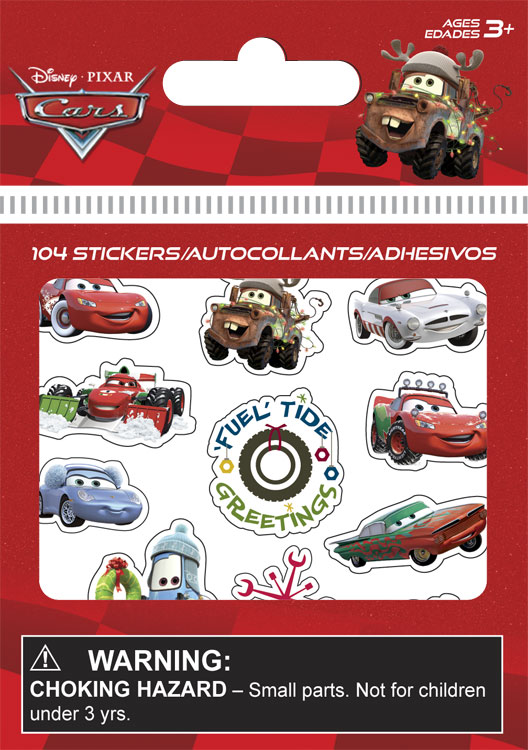 AGES
EDADES 3+
DISNEY · PIXAR
Cars
104 STICKERS/AUTOCOLLANTS/ADHESIVOS
'FUEL' TIDE
GREETINGS
WARNING:
CHOKING HAZARD – Small parts. Not for children
under 3 yrs.